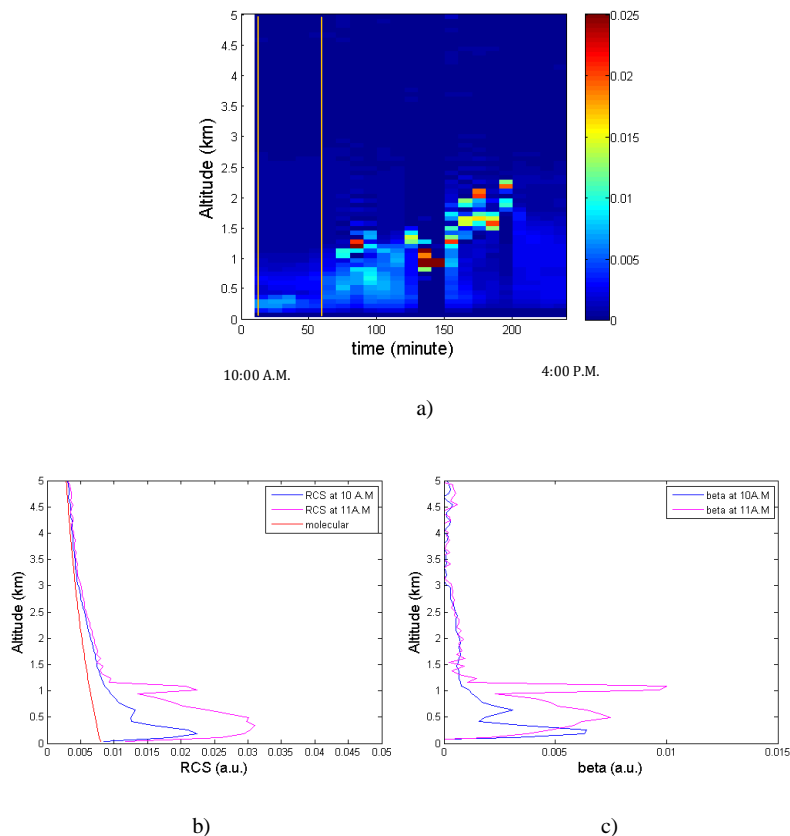 5
4.5
4
3.5
3
2.5
2
1.5
1
0.5
0
Altitude (km)
0 50 100 150 200
time (minute)
0.025
0.02
0.015
0.01
0.005
0
10:00 A.M.
4:00 P.M.
a)
5
4.5
4
3.5
3
2.5
2
1.5
1
0.5
0
Altitude (km)
RCS at 10 A.M
RCS at 11A.M
molecular
0 0.005 0.01 0.015 0.02 0.025 0.03 0.035 0.04 0.045 0.05
RCS (a.u.)
5
4.5
4
3.5
3
2.5
2
1.5
1
0.5
0
Altitude (km)
beta at 10A.M
beta at 11A.M
0 0.005 0.01 0.015
beta (a.u.)
b)
c)